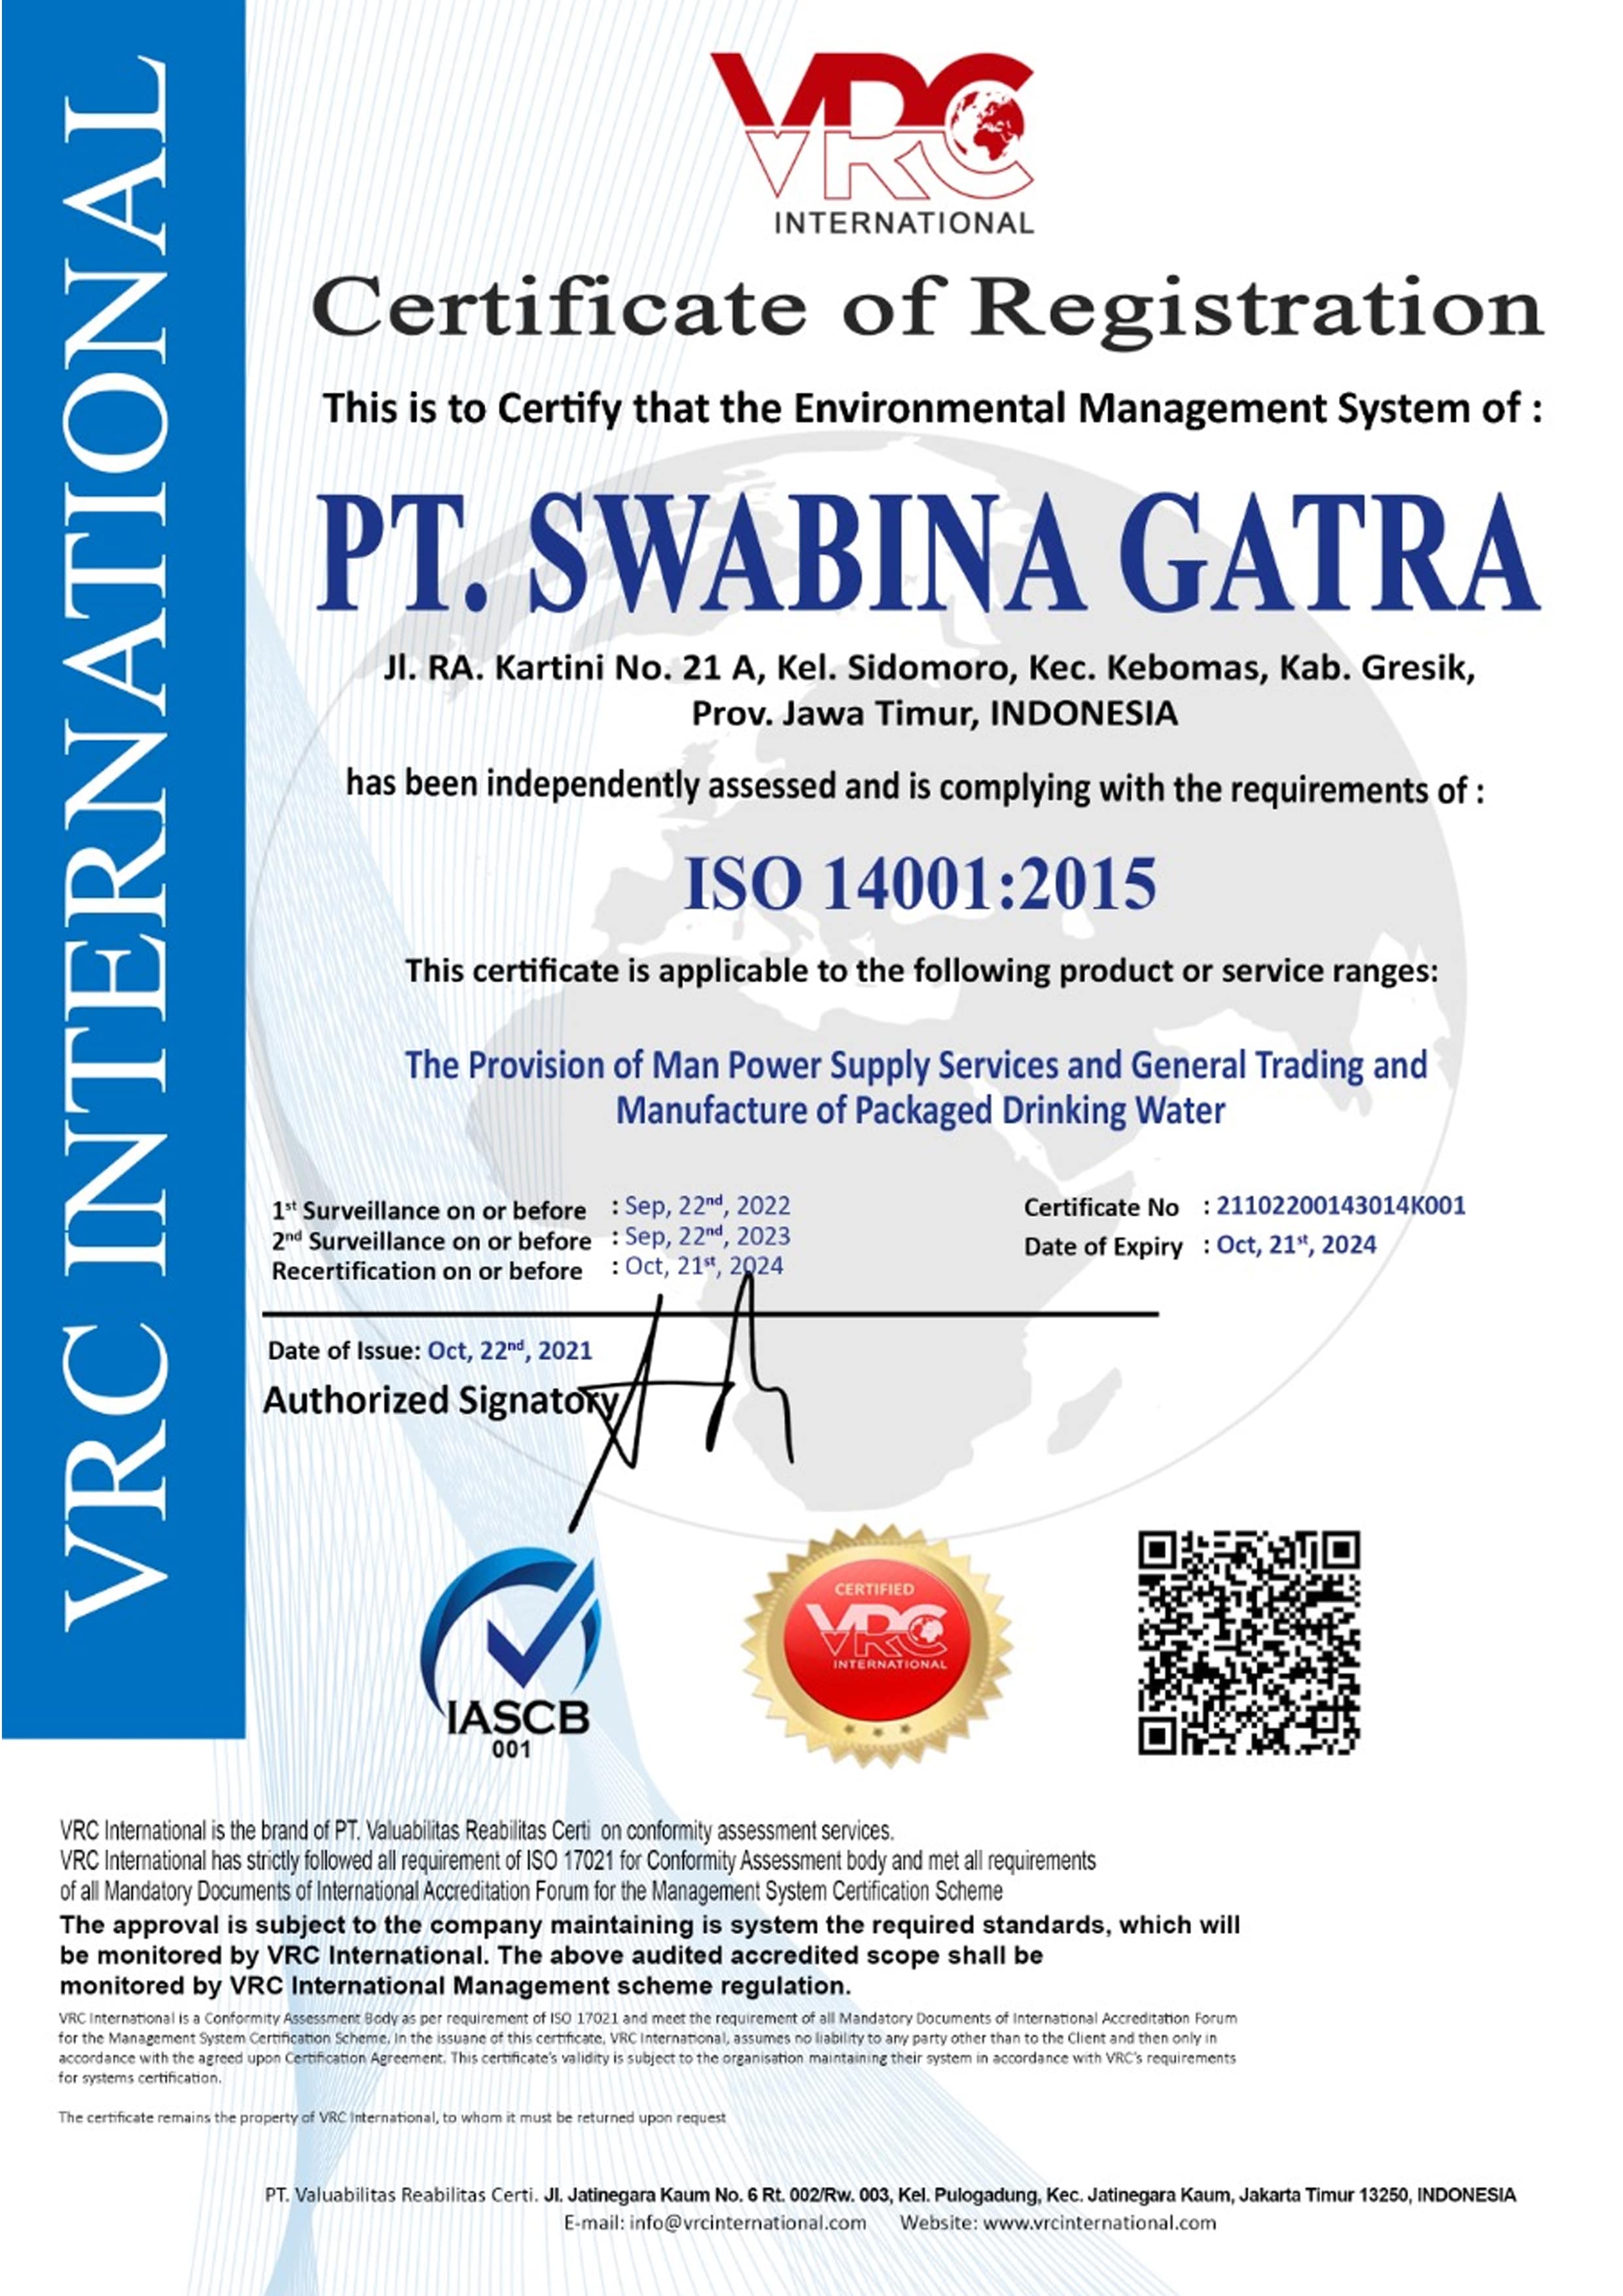 VRC INTERNATIONAL
VRC
INTERNATIONAL
Certificate of Registration
This is to Certify that the Environmental Management System of :
PT. SWABINA GATRA
Jl. RA. Kartini No. 21 A, Kel. Sidomoro, Kec. Kebomas, Kab. Gresik,
Prov. Jawa Timur, INDONESIA
has been independently assessed and is complying with the requirements of :
ISO 14001:2015
This certificate is applicable to the following product or service ranges:
The Provision of Man Power Supply Services and General Trading and
Manufacture of Packaged Drinking Water
1st Surveillance on or before : Sep, 22nd, 2022
2nd Surveillance on or before : Sep, 22nd, 2023
Recertification on or before : Oct, 21st, 2024
Certificate No : 21102200143014K001
Date of Expiry : Oct, 21st, 2024
Date of Issue: Oct, 22nd, 2021
Authorized Signatory
IASCB
001
CERTIFIED
VRC
INTERNATIONAL
VRC International is the brand of PT. Valuabilitas Reabilitas Certi on conformity assessment services.
VRC International has strictly followed all requirement of ISO 17021 for Conformity Assessment body and met all requirements
of all Mandatory Documents of International Accreditation Forum for the Management System Certification Scheme
The approval is subject to the company maintaining is system the required standards, which will
be monitored by VRC International. The above audited accredited scope shall be
monitored by VRC International Management scheme regulation.
VRC International is a Conformity Assessment Body as per requirement of ISO 17021 and meet the requirement of all Mandatory Documents of International Accreditation Forum
for the Management System Certification Scheme. In the issuane of this certificate, VRC International, assumes no liability to any party other than to the Client and then only in
accordance with the agreed upon Certification Agreement. This certificate's validity is subject to the organisation maintaining their system in accordance with VRC's requirements
for systems certification.
The certificate remains the property of VRC International, to whom it must be returned upon request
PT. Valuabilitas Reabilitas Certi. Jl. Jatinegara Kaum No. 6 Rt. 002/Rw. 003, Kel. Pulogadung, Kec. Jatinegara Kaum, Jakarta Timur 13250, INDONESIA
E-mail: info@vrcinternational.com Website: www.vrcinternational.com